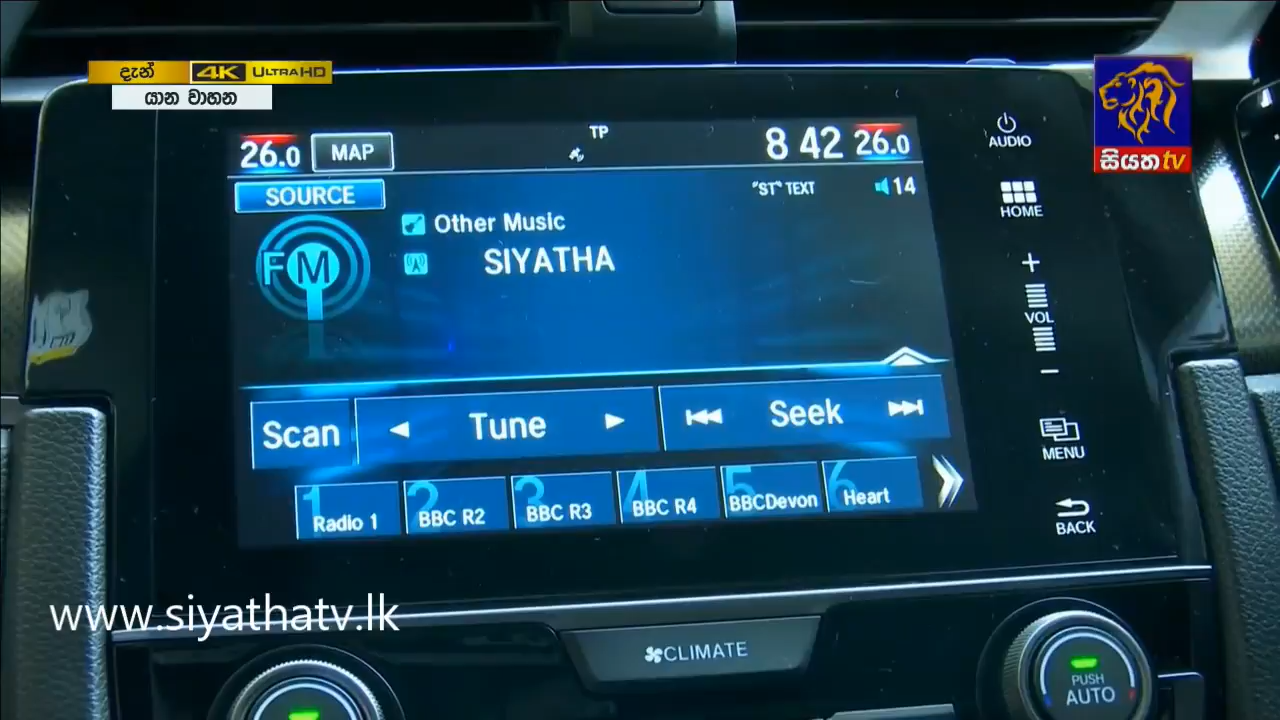 දැන් 4K ULTRA HD
යාන වාහන
සියත tv
26.0 MAP TP 8 42 26.0
SOURCE "ST" TEXT 14
FM Other Music
SIYATHA
Scan Tune Seek
1 Radio 1 2 BBC R2 3 BBC R3 4 BBC R4 5 BBCDevon 6 Heart
AUDIO
HOME
+
VOL
-
MENU
BACK
www.siyathatv.lk
CLIMATE
PUSH
AUTO